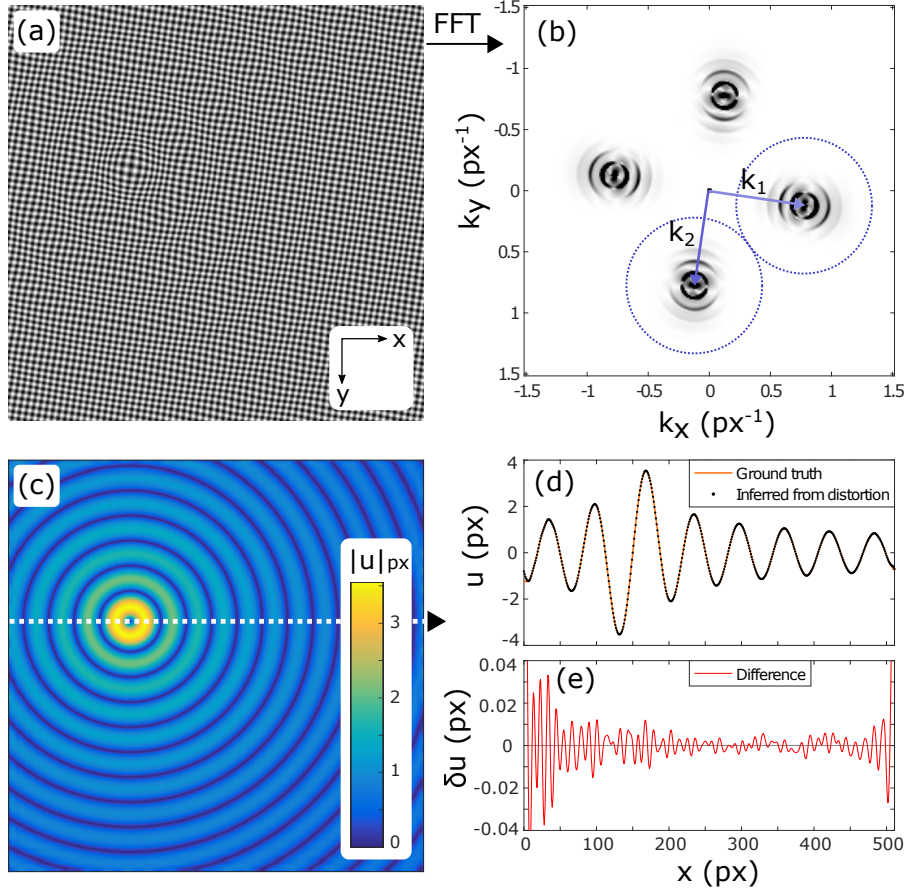 (a)
x
y
FFT
(b)
-1.5
-1
-0.5
0
0.5
1
1.5
k1
k2
ky (px-1)
-1.5
-1
-0.5
0
0.5
1
1.5
kX (px-1)
(c)
|u| px
3
2
1
0
(d)
Ground truth
Inferred from distortion
4
2
0
-2
-4
u (px)
(e)
Difference
0.04
0.02
0
-0.02
-0.04
δu (px)
0
100
200
300
400
500
x (px)